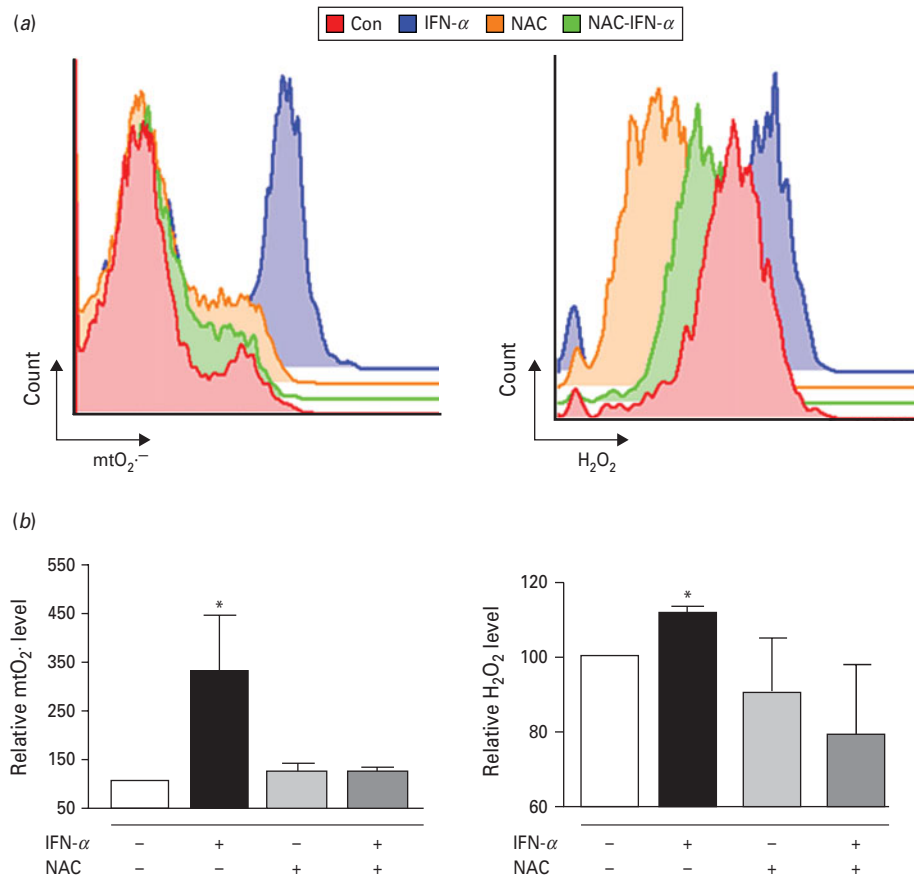 (a)
Con IFN-α NAC NAC-IFN-α
Count
mtO₂·—
Count
H₂O₂
(b)
Relative mtO₂· level
550
450
350
250
150
50
*
IFN-α – + – +
NAC – – + +
Relative H₂O₂ level
120
100
80
60
*
IFN-α – + – +
NAC – – + +